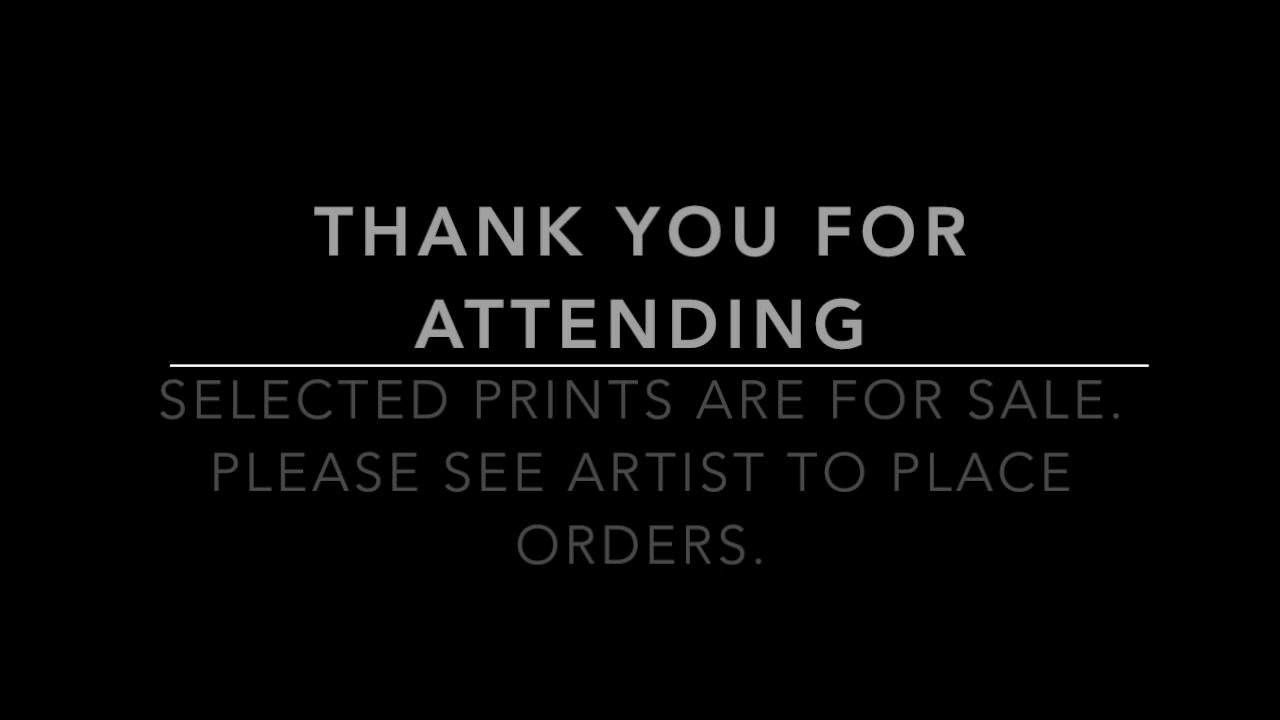 THANK YOU FOR
ATTENDING
SELECTED PRINTS ARE FOR SALE.
PLEASE SEE ARTIST TO PLACE
ORDERS.